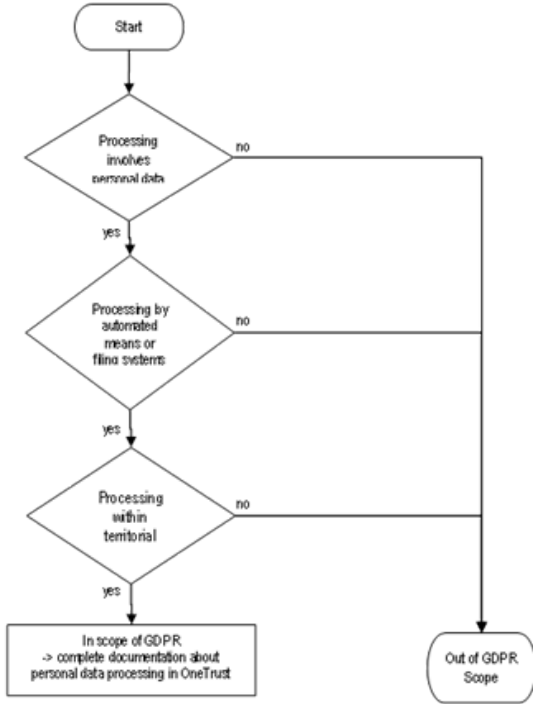 Start
Processing
involves
personal data
no
yes
Processing by
automated
means or
filing systems
no
yes
Processing
within
territorial
no
yes
In scope of GDPR
-> complete documentation about
personal data processing in OneTrust
Out of GDPR
Scope